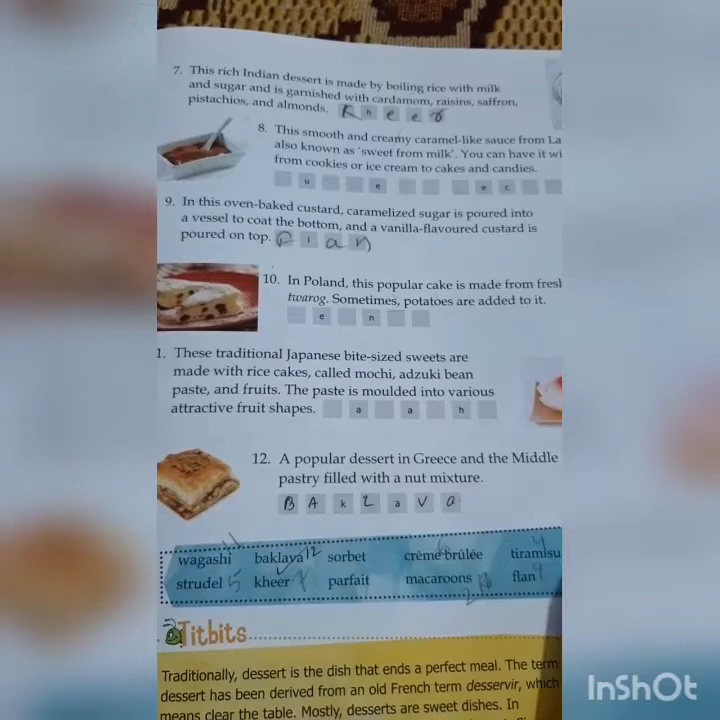 7. This rich Indian dessert is made by boiling rice with milk
and sugar and is garnished with cardamom, raisins, saffron,
pistachios, and almonds. K h e e r
8. This smooth and creamy caramel-like sauce from La
also known as 'sweet from milk'. You can have it wi
from cookies or ice cream to cakes and candies.
u e e c
9. In this oven-baked custard, caramelized sugar is poured into
a vessel to coat the bottom, and a vanilla-flavoured custard is
poured on top. F l a n
10. In Poland, this popular cake is made from fresh
twarog. Sometimes, potatoes are added to it.
e n
1. These traditional Japanese bite-sized sweets are
made with rice cakes, called mochi, adzuki bean
paste, and fruits. The paste is moulded into various
attractive fruit shapes. a a h
12. A popular dessert in Greece and the Middle
pastry filled with a nut mixture.
B A k L a V a
wagashi baklava 12 sorbet crème brûlée tiramisu
strudel 5 kheer 7 parfait macaroons flan 9
Titbits
Traditionally, dessert is the dish that ends a perfect meal. The term
dessert has been derived from an old French term desservir, which
means clear the table. Mostly, desserts are sweet dishes. In
InShOt